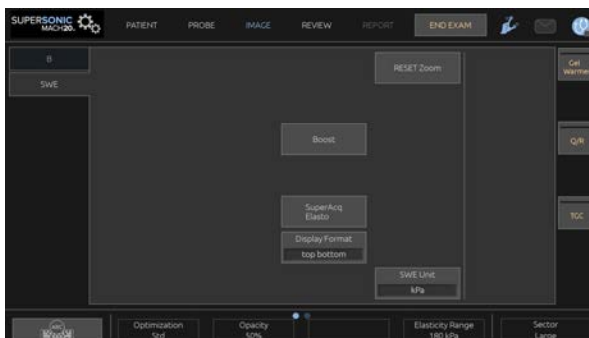 SUPERSONIC
MACH20.
PATIENT
PROBE
IMAGE
REVIEW
REPORT
END EXAM
B
SWE
RESET Zoom
Gel
Warmer
Boost
Q/R
SuperAcq
Elasto
TGC
Display Format
top bottom
SWE Unit
kPa
Optimization
Std
Opacity
50%
Elasticity Range
180 kPa
Sector
Large